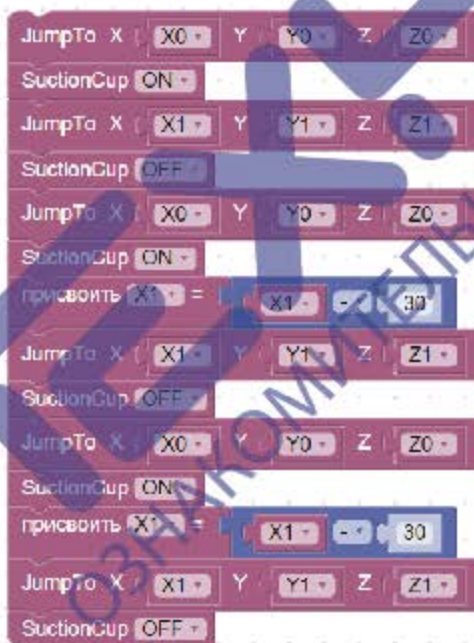 JumpTo X X0 Y Y0 Z Z0
SuctionCup ON
JumpTo X X1 Y Y1 Z Z1
SuctionCup OFF
JumpTo X X0 Y Y0 Z Z0
SuctionCup ON
присвоить X1 = X1 - 30
JumpTo X X1 Y Y1 Z Z1
SuctionCup OFF
JumpTo X X0 Y Y0 Z Z0
SuctionCup ON
присвоить X1 = X1 - 30
JumpTo X X1 Y Y1 Z Z1
SuctionCup OFF